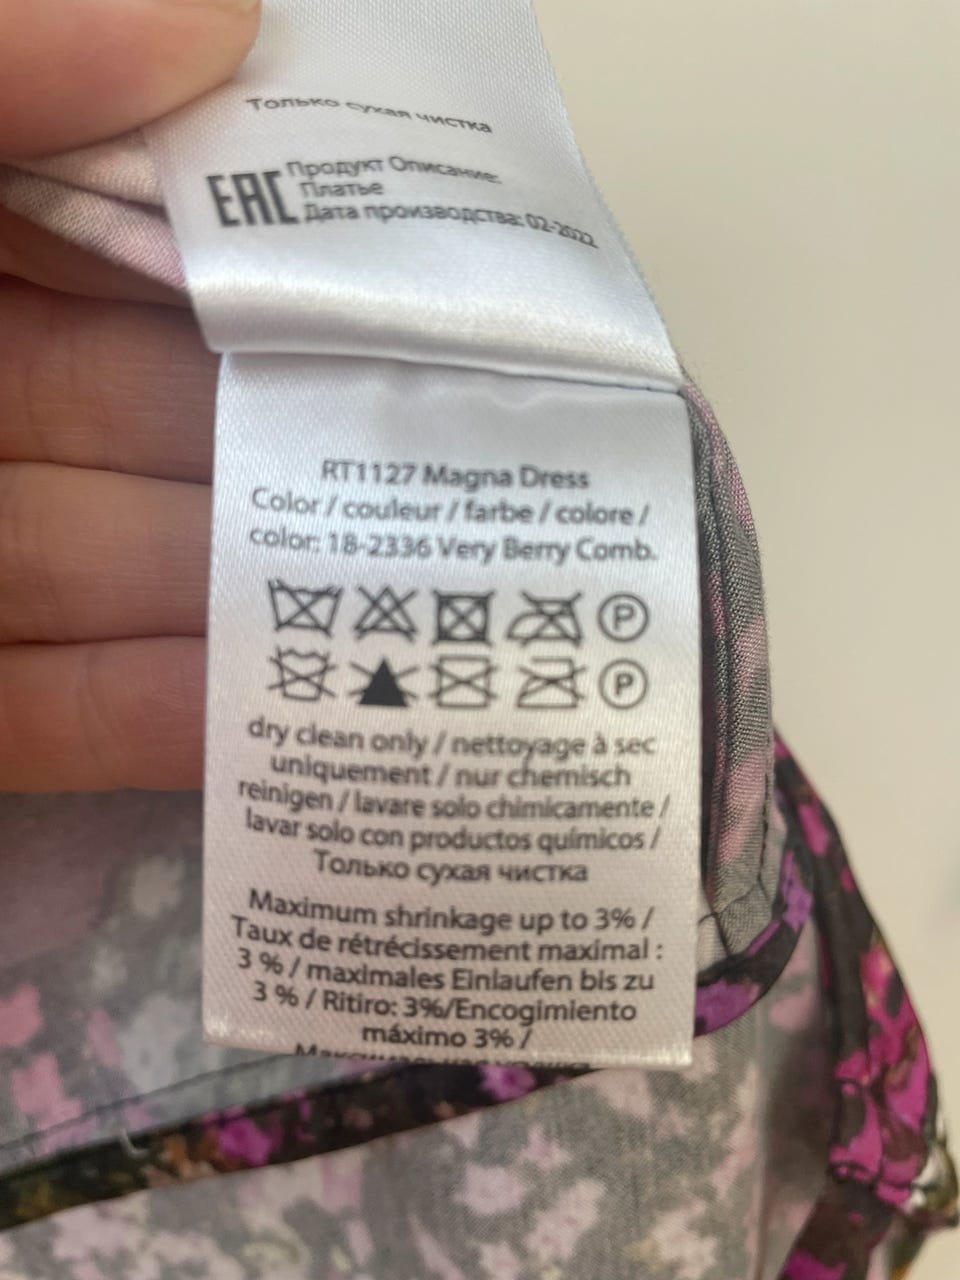 Только сухая чистка
EAC
Продукт Описание:
Платье
Дата производства: 02-2022
RT1127 Magna Dress
Color / couleur / farbe / colore /
color: 18-2336 Very Berry Comb.
P
P
dry clean only / nettoyage à sec
uniquement / nur chemisch
reinigen / lavare solo chimicamente /
lavar solo con productos químicos /
Только сухая чистка
Maximum shrinkage up to 3% /
Taux de rétrécissement maximal :
3 % / maximales Einlaufen bis zu
3 % / Ritiro: 3%/Encogimiento
máximo 3% /